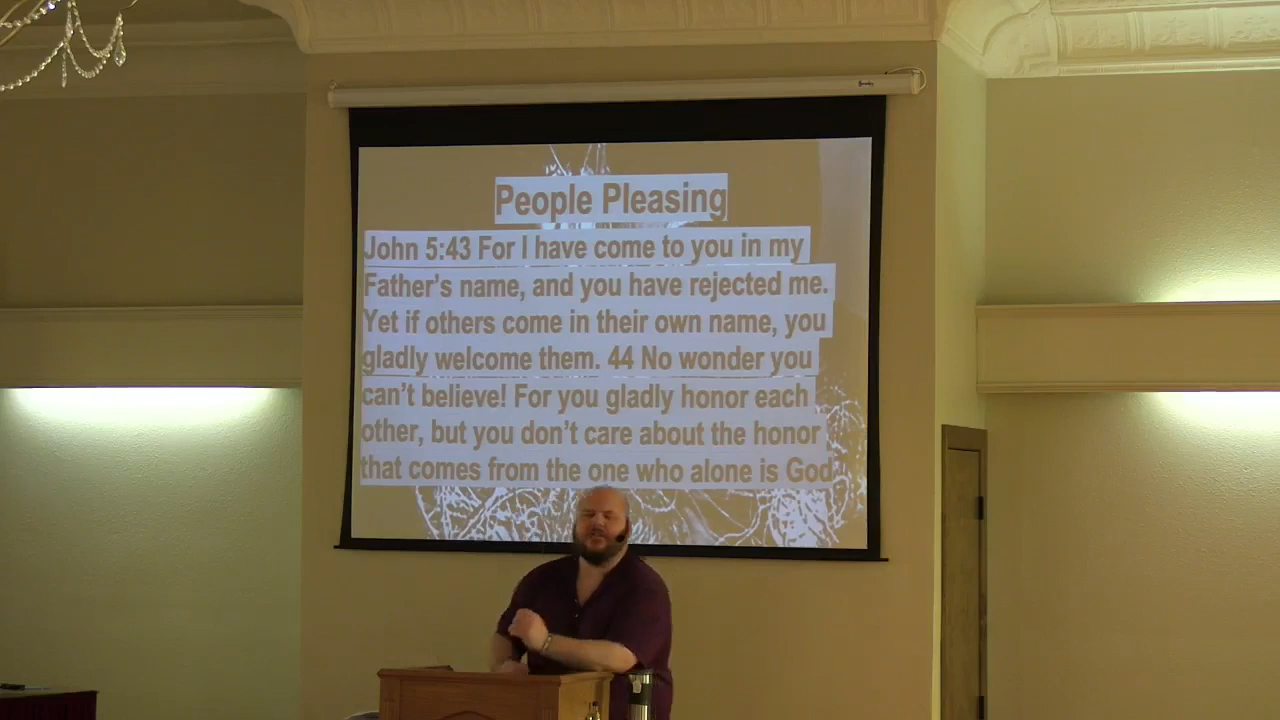 People Pleasing
John 5:43 For I have come to you in my
Father's name, and you have rejected me.
Yet if others come in their own name, you
gladly welcome them. 44 No wonder you
can't believe! For you gladly honor each
other, but you don't care about the honor
that comes from the one who alone is God